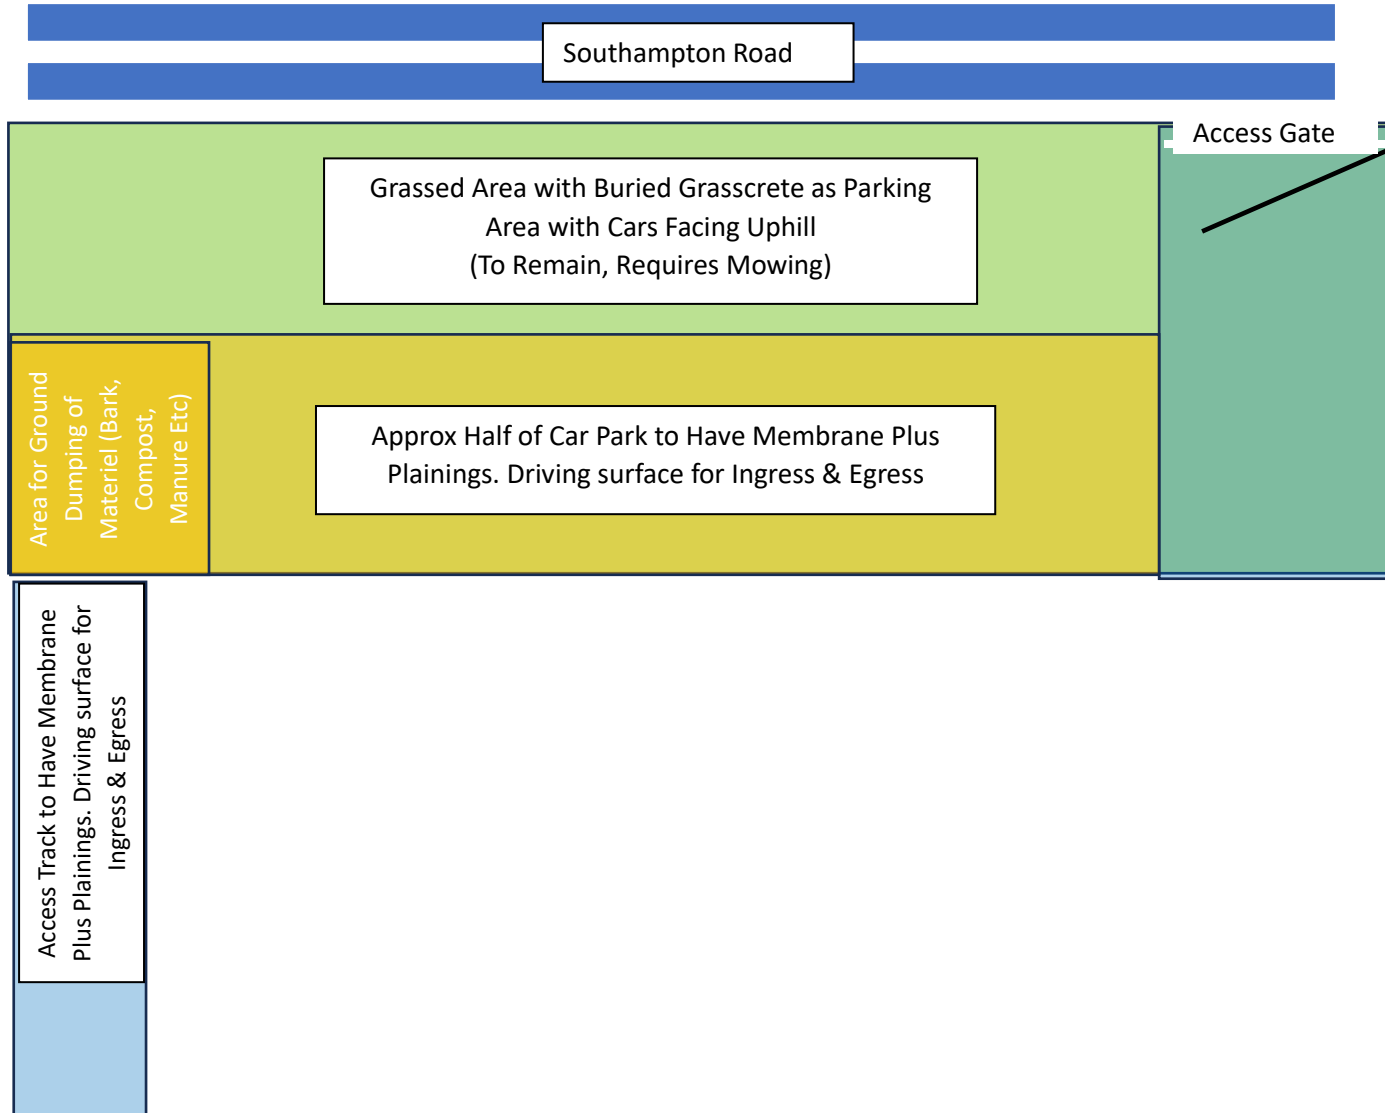 Southampton Road
Access Gate
Grassed Area with Buried Grasscrete as Parking
Area with Cars Facing Uphill
(To Remain, Requires Mowing)
Area for Ground
Dumping of
Materiel (Bark,
Compost,
Manure Etc)
Approx Half of Car Park to Have Membrane Plus
Plainings. Driving surface for Ingress & Egress
Access Track to Have Membrane
Plus Plainings. Driving surface for
Ingress & Egress